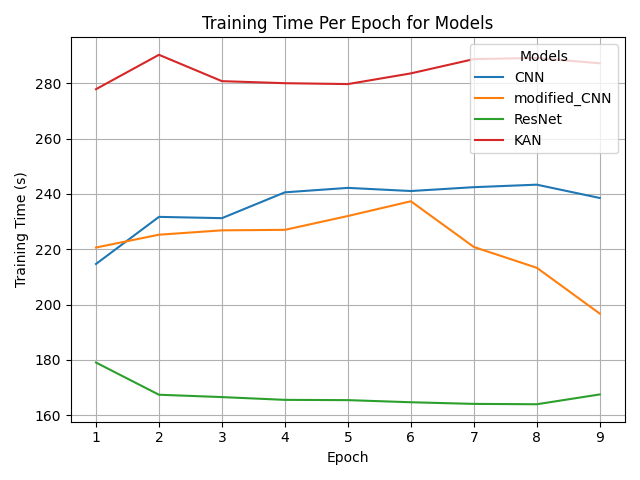 Training Time Per Epoch for Models
Models
CNN
modified_CNN
ResNet
KAN
Training Time (s)
280
260
240
220
200
180
160
1 2 3 4 5 6 7 8 9
Epoch